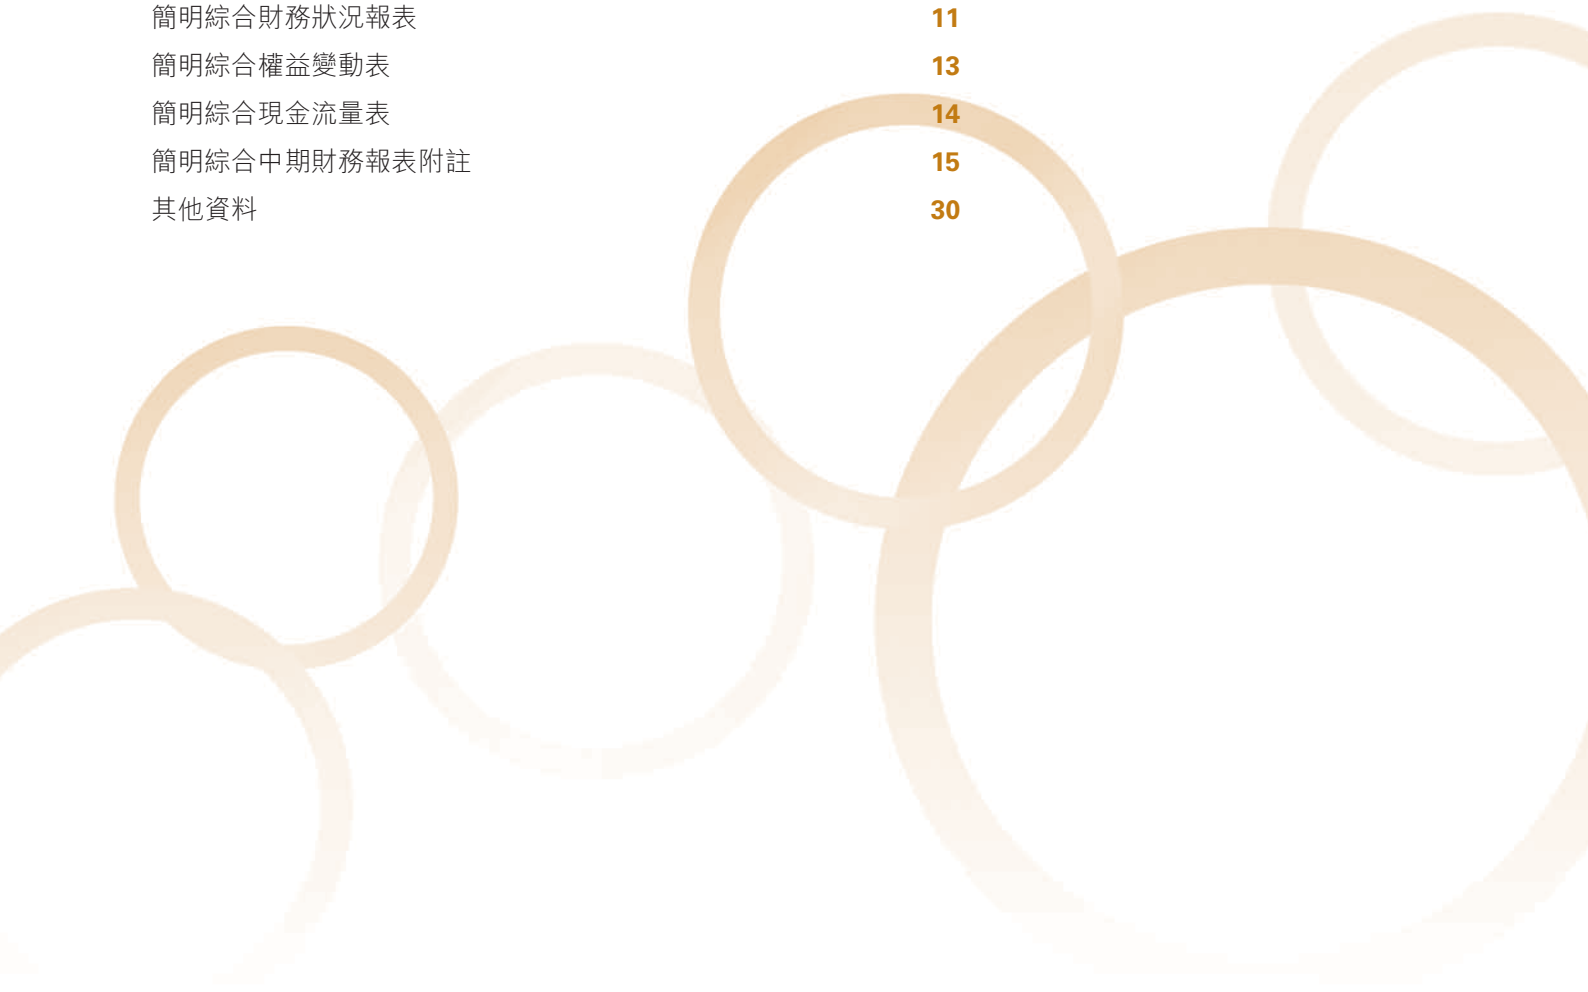 簡明綜合財務狀況報表 11
簡明綜合權益變動表 13
簡明綜合現金流量表 14
簡明綜合中期財務報表附註 15
其他資料 30